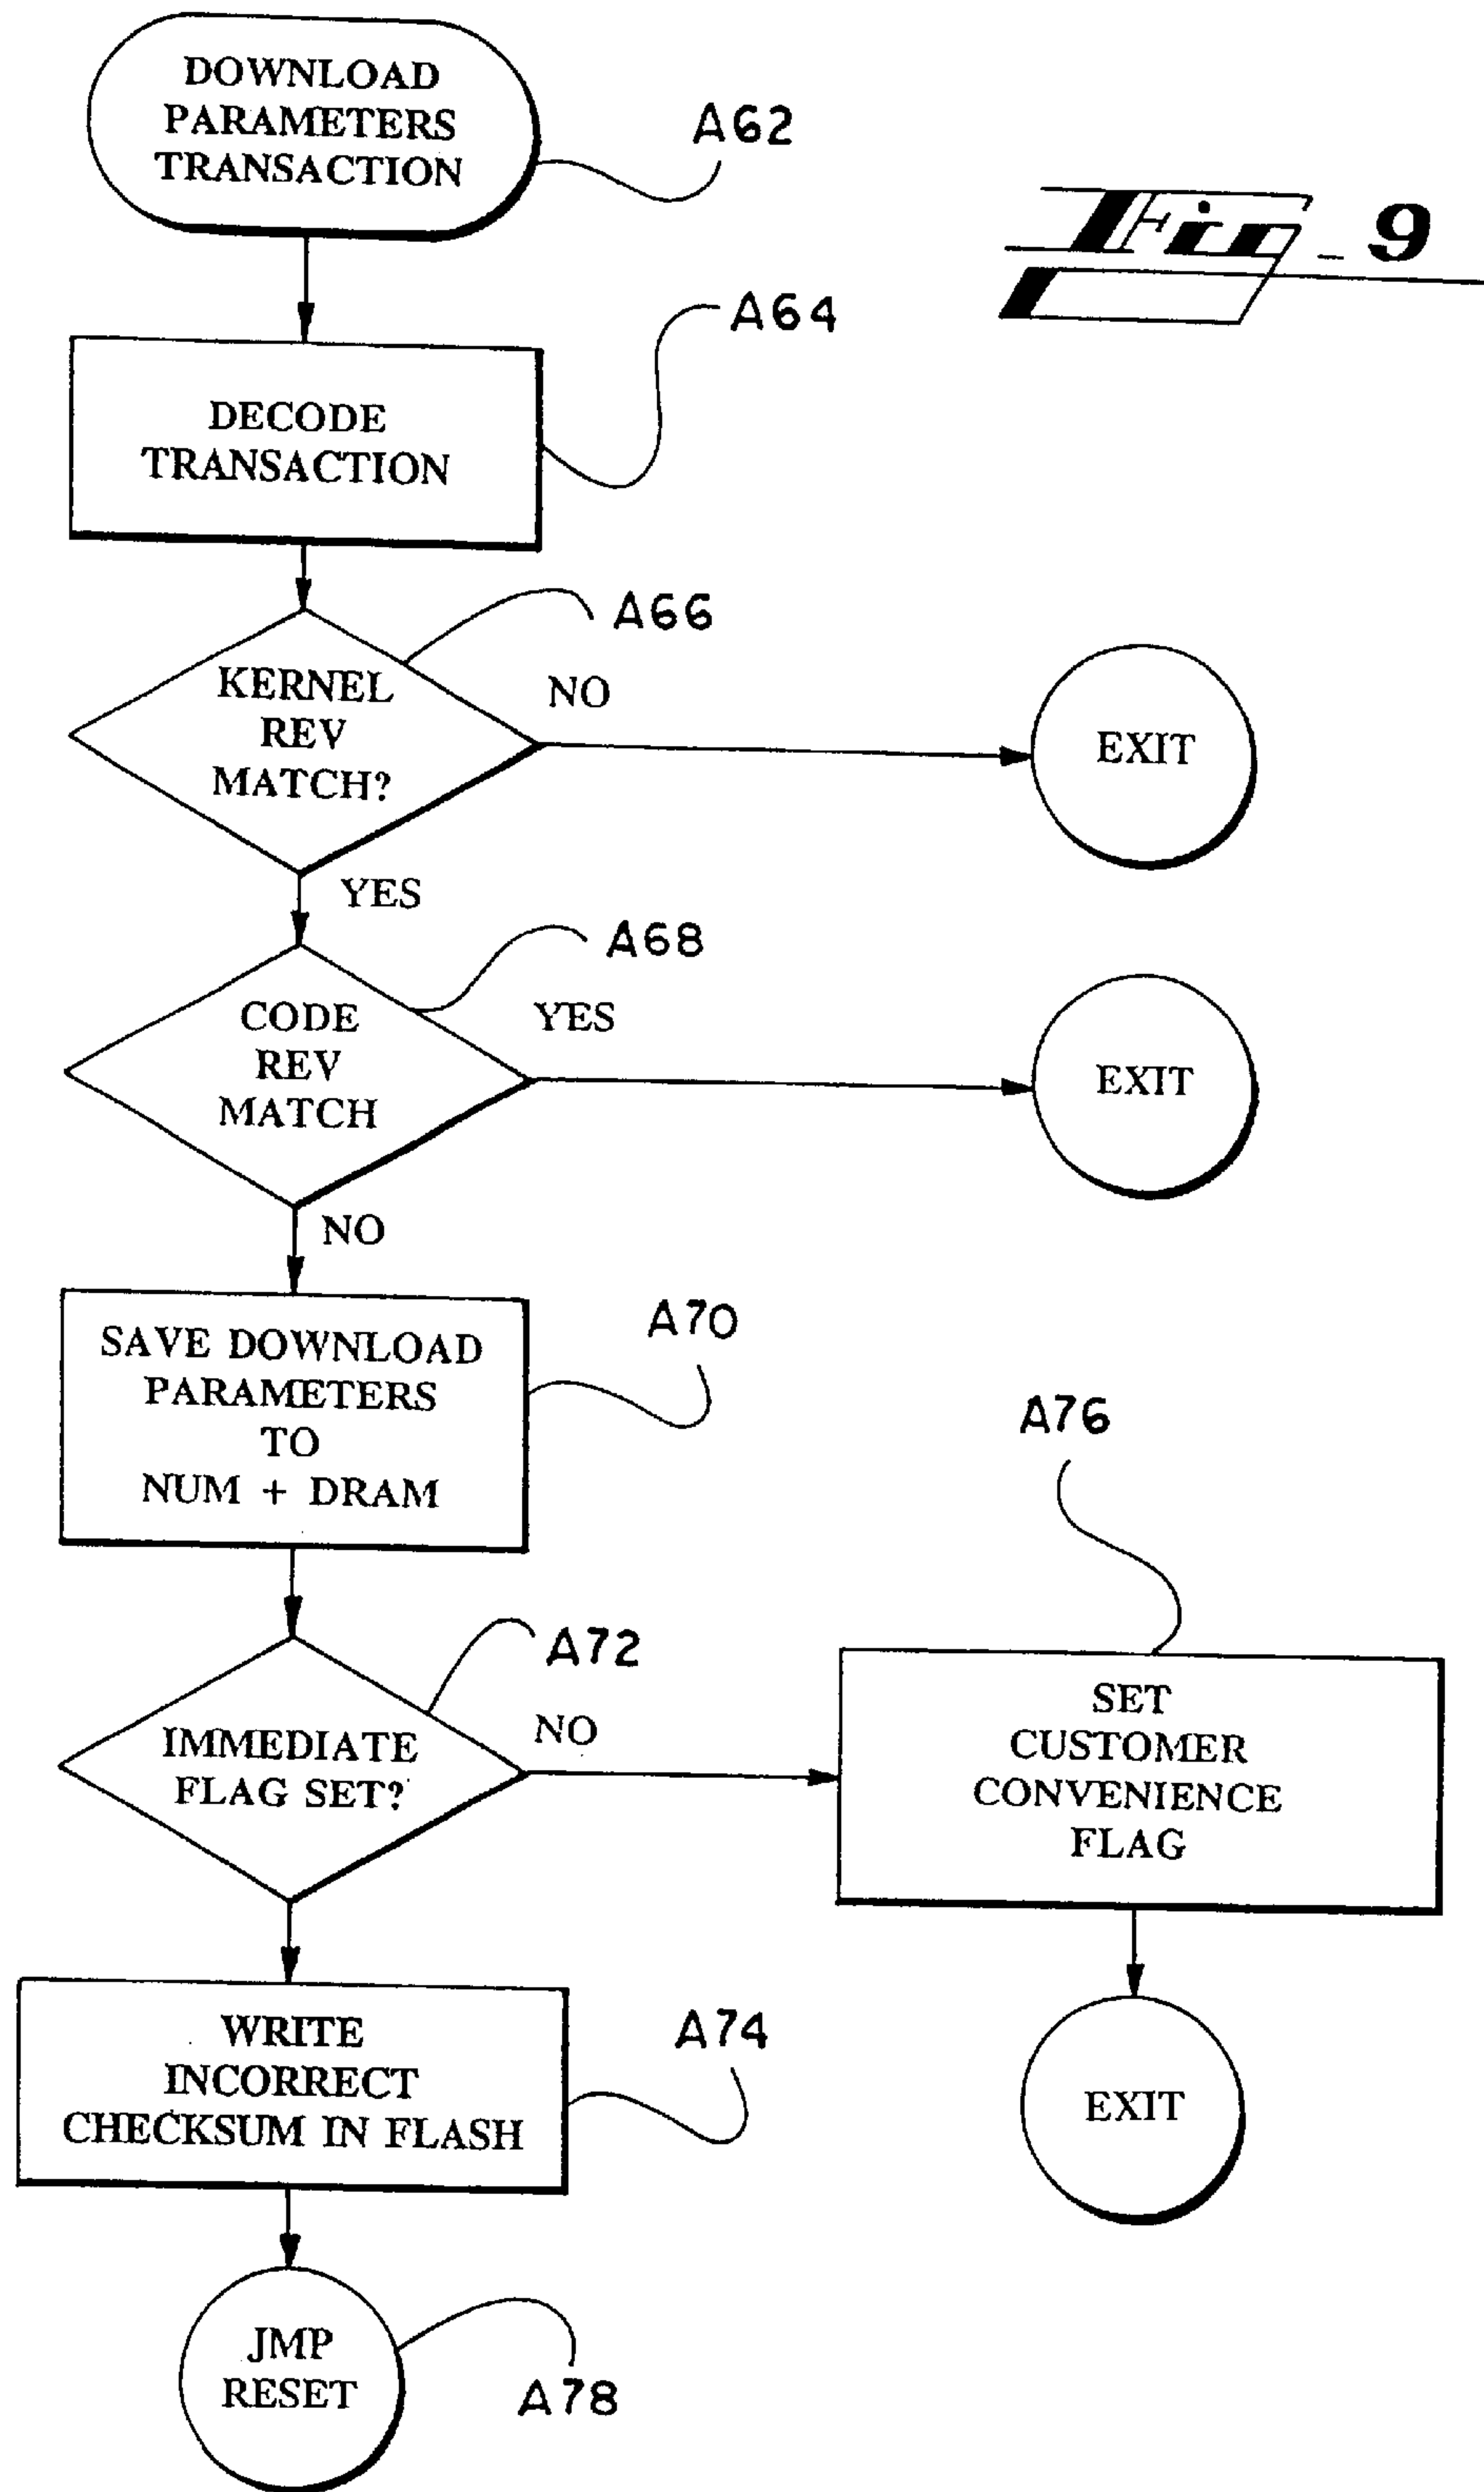 DOWNLOAD
PARAMETERS
TRANSACTION
A62
Fig_9
A64
DECODE
TRANSACTION
A66
KERNEL
REV
MATCH?
NO
EXIT
YES
A68
CODE
REV
MATCH
YES
EXIT
NO
A70
SAVE DOWNLOAD
PARAMETERS
TO
NUM + DRAM
A76
A72
IMMEDIATE
FLAG SET?
NO
SET
CUSTOMER
CONVENIENCE
FLAG
A74
WRITE
INCORRECT
CHECKSUM IN FLASH
EXIT
JMP
RESET
A78